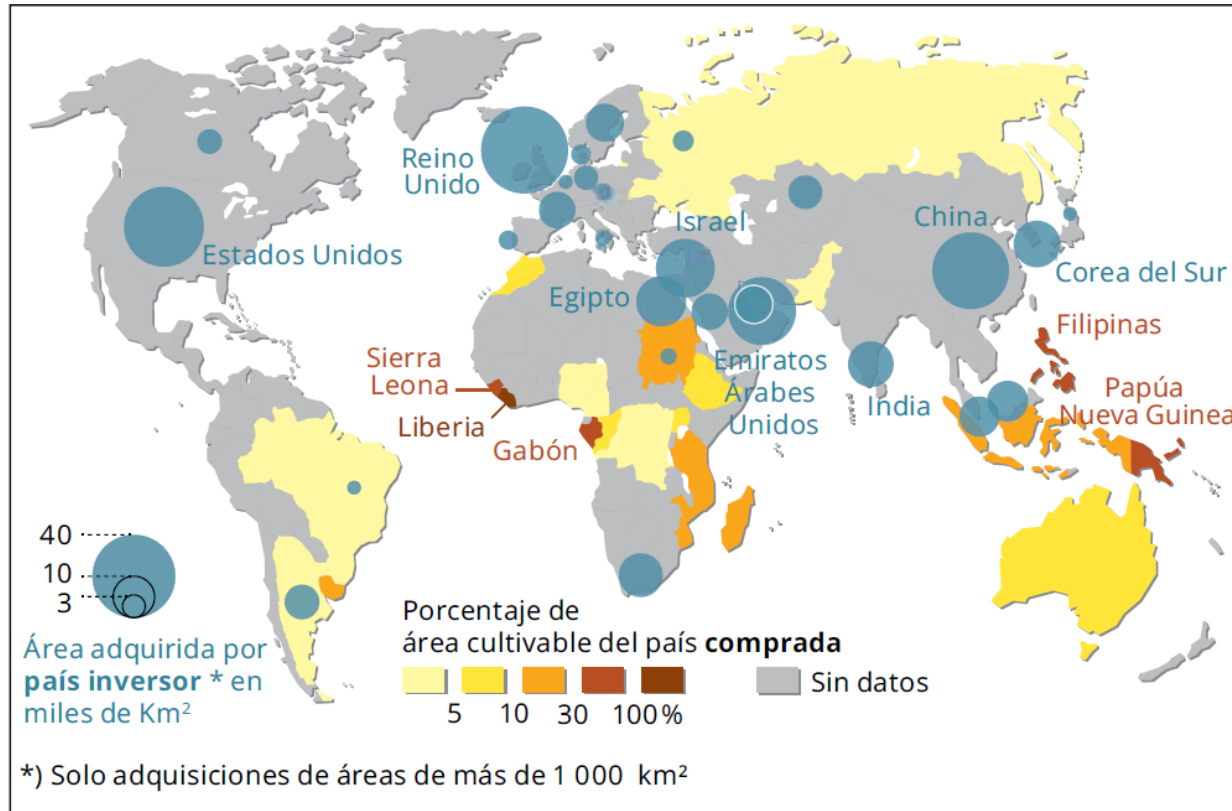 Reino
Unido
Estados Unidos
Israel
China
Corea del Sur
Egipto
Filipinas
Sierra
Leona
Emiratos
Árabes
Unidos
India
Papúa
Nueva Guinea
Liberia
Gabón
40
10
3
Área adquirida por
país inversor * en
miles de Km²
Porcentaje de
área cultivable del país comprada
5 10 30 100%
Sin datos
*) Solo adquisiciones de áreas de más de 1 000 km²